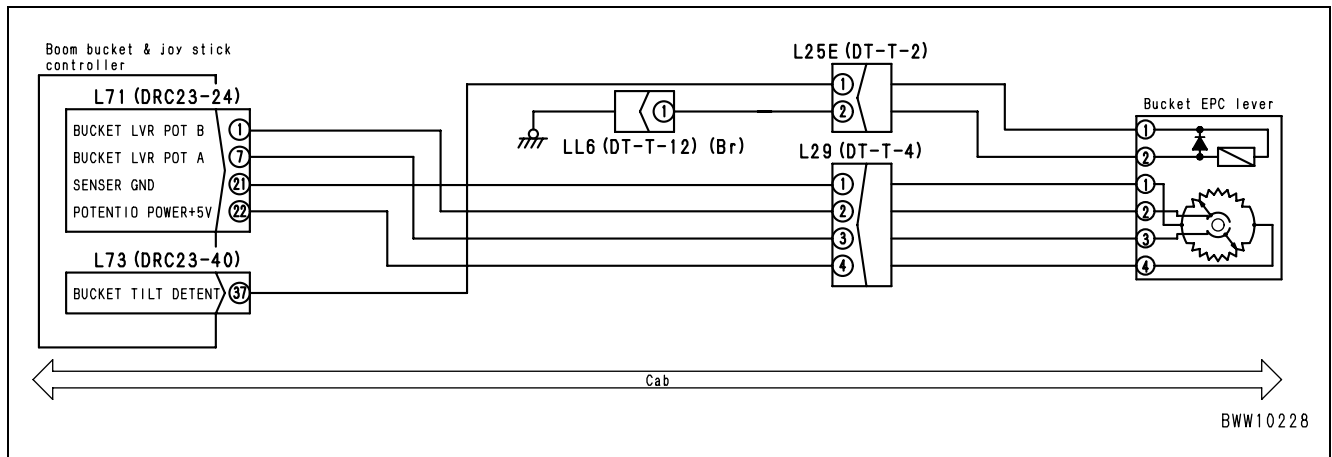 Boom bucket & joy stick
controller
L71 (DRC23-24)
BUCKET LVR POT B 1
BUCKET LVR POT A 7
SENSER GND 21
POTENTIO POWER+5V 22
L73 (DRC23-40)
BUCKET TILT DETENT 37
1
LL6 (DT-T-12) (Br)
L25E (DT-T-2)
1
2
L29 (DT-T-4)
1
2
3
4
Bucket EPC lever
1
2
1
2
3
4
Cab
BWW10228